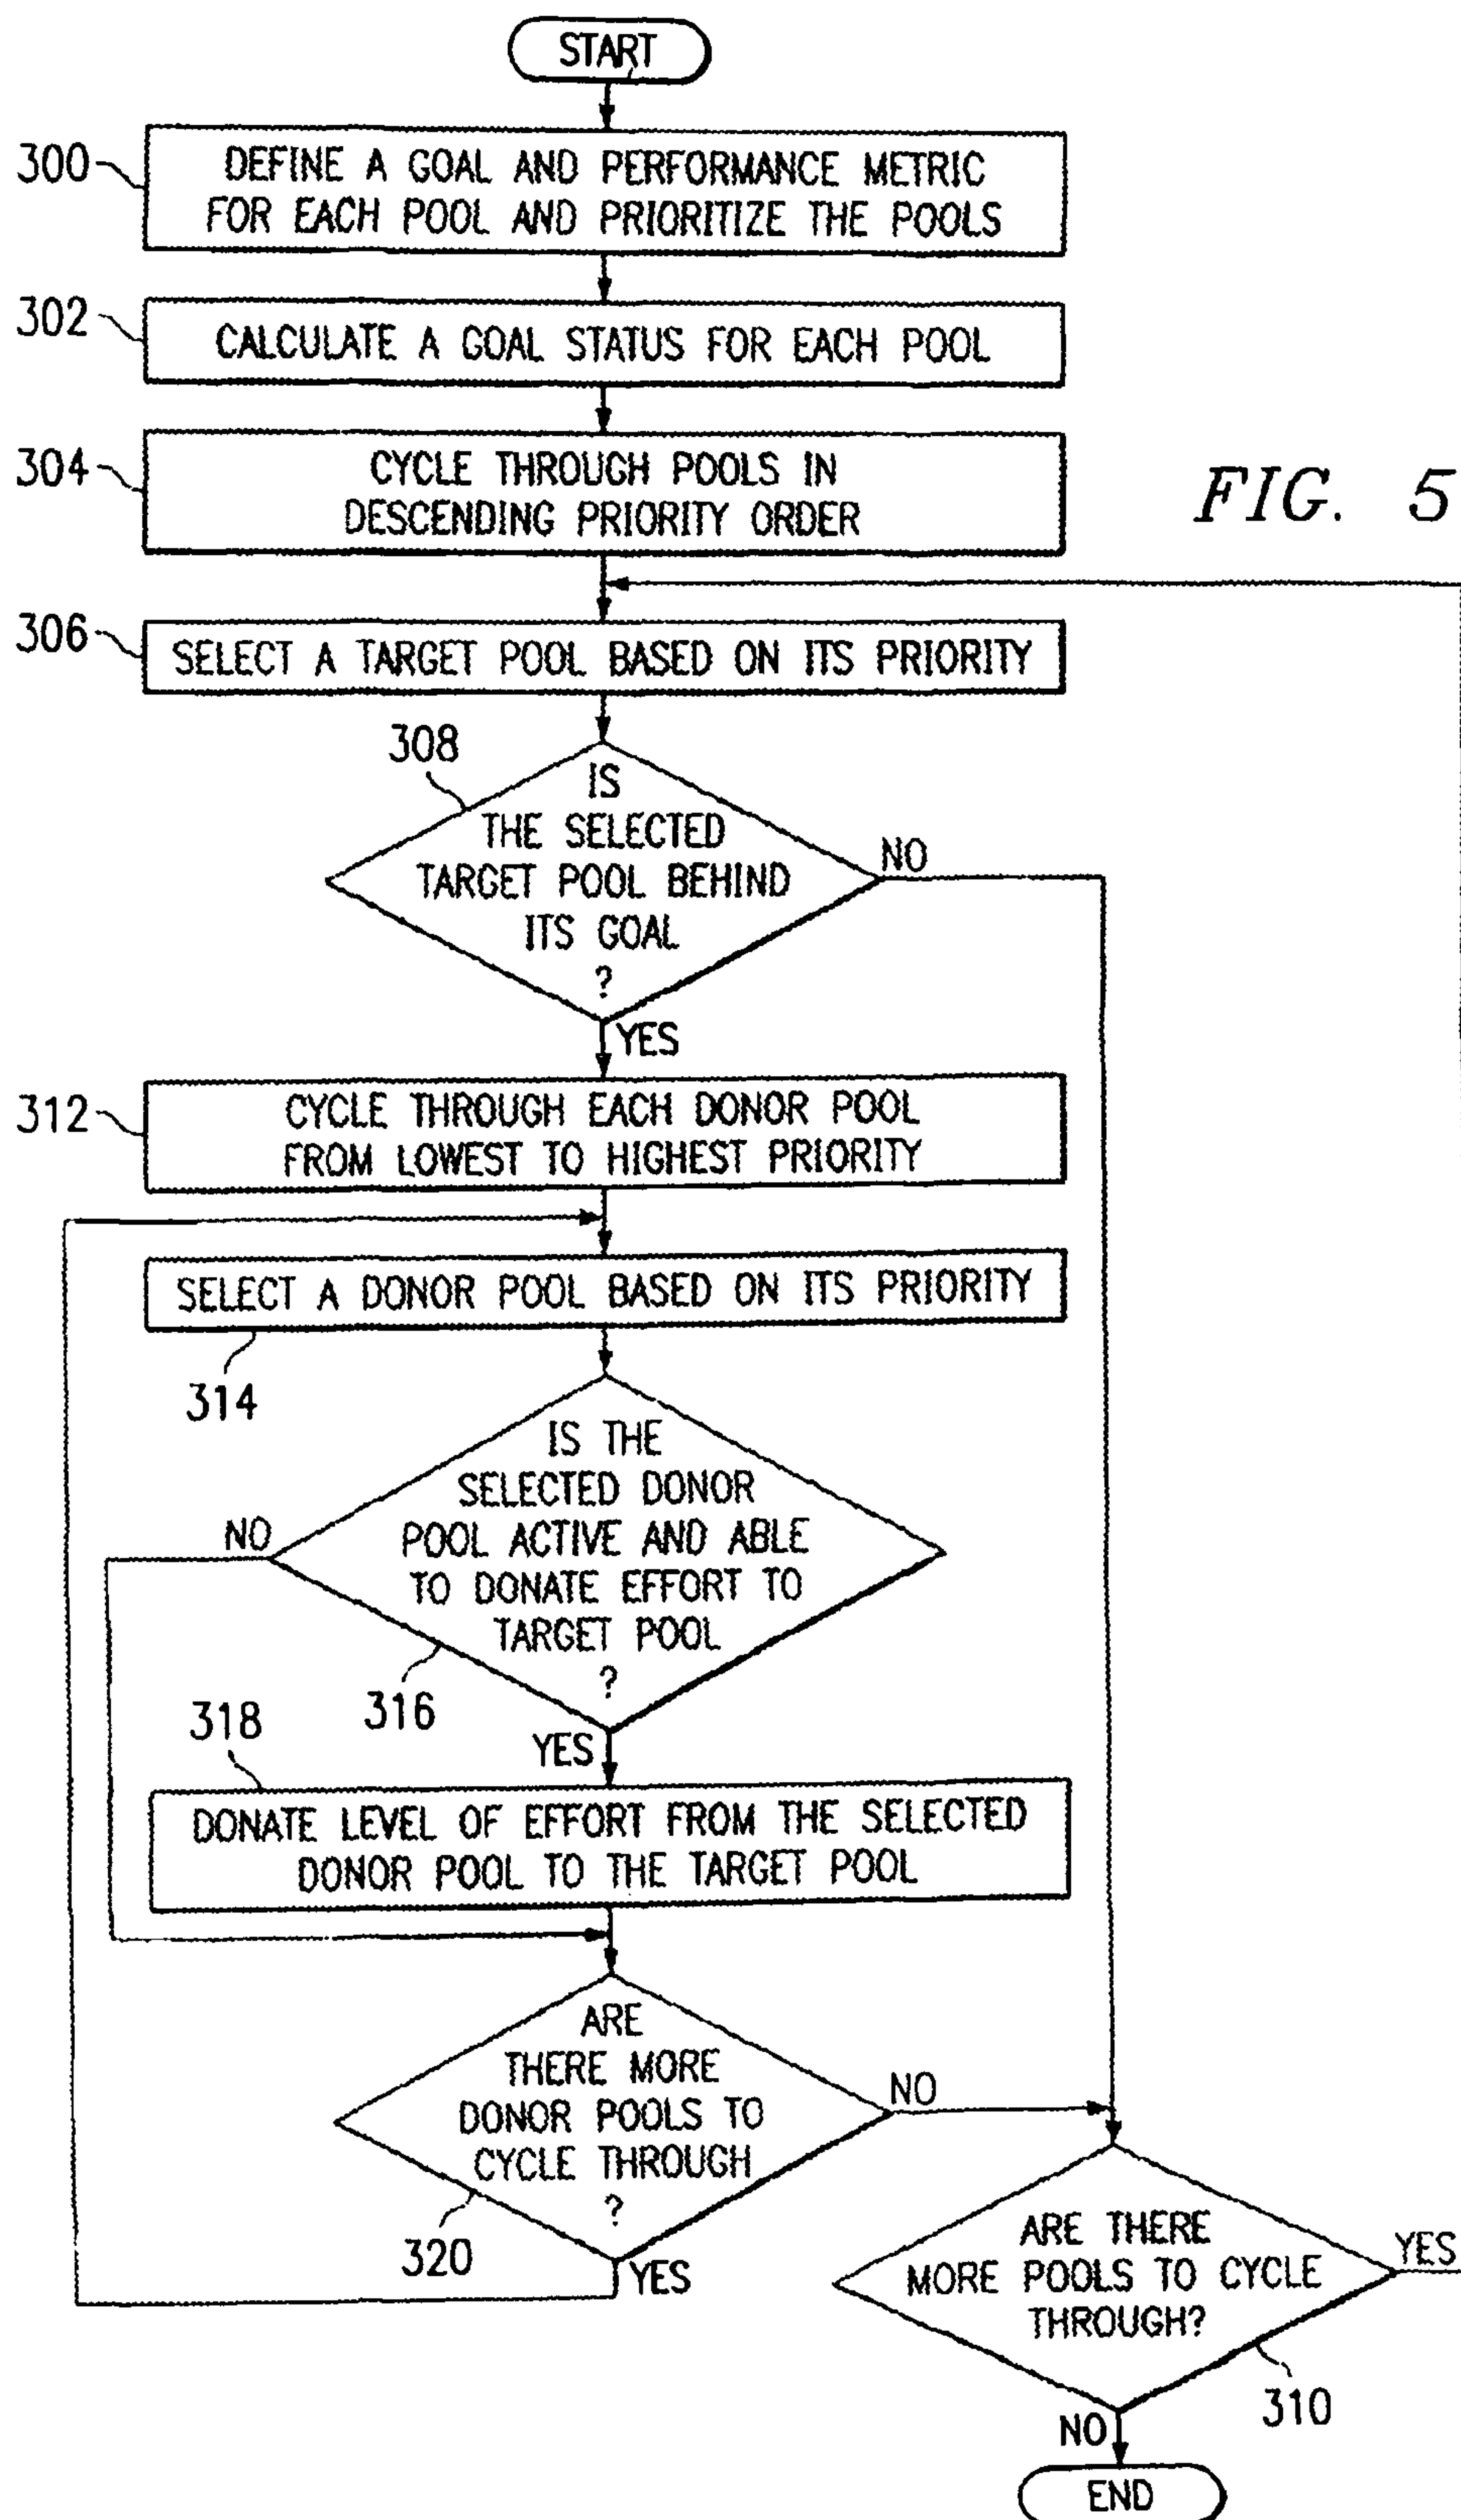 START
300
DEFINE A GOAL AND PERFORMANCE METRIC
FOR EACH POOL AND PRIORITIZE THE POOLS
302
CALCULATE A GOAL STATUS FOR EACH POOL
304
CYCLE THROUGH POOLS IN
DESCENDING PRIORITY ORDER
FIG. 5
306
SELECT A TARGET POOL BASED ON ITS PRIORITY
308
IS
THE SELECTED
TARGET POOL BEHIND
ITS GOAL
?
NO
YES
312
CYCLE THROUGH EACH DONOR POOL
FROM LOWEST TO HIGHEST PRIORITY
SELECT A DONOR POOL BASED ON ITS PRIORITY
314
IS THE
SELECTED DONOR
POOL ACTIVE AND ABLE
TO DONATE EFFORT TO
TARGET POOL
?
NO
316
YES
318
DONATE LEVEL OF EFFORT FROM THE SELECTED
DONOR POOL TO THE TARGET POOL
ARE
THERE MORE
DONOR POOLS TO
CYCLE THROUGH
?
NO
320
YES
ARE THERE
MORE POOLS TO CYCLE
THROUGH?
YES
310
NO
END